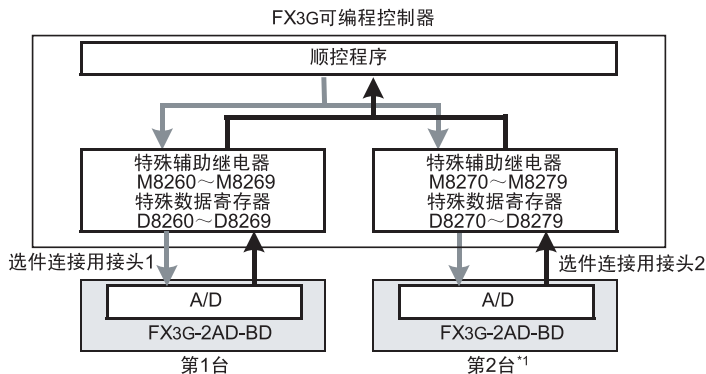 FX3G可编程控制器
顺控程序
特殊辅助继电器
M8260～M8269
特殊数据寄存器
D8260～D8269
特殊辅助继电器
M8270～M8279
特殊数据寄存器
D8270～D8279
选件连接用接头1
选件连接用接头2
A/D
FX3G-2AD-BD
第1台
A/D
FX3G-2AD-BD
第2台*1